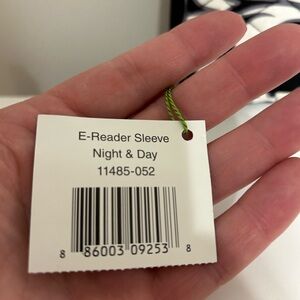 E-Reader Sleeve
Night & Day
11485-052
8 86003 09253 8